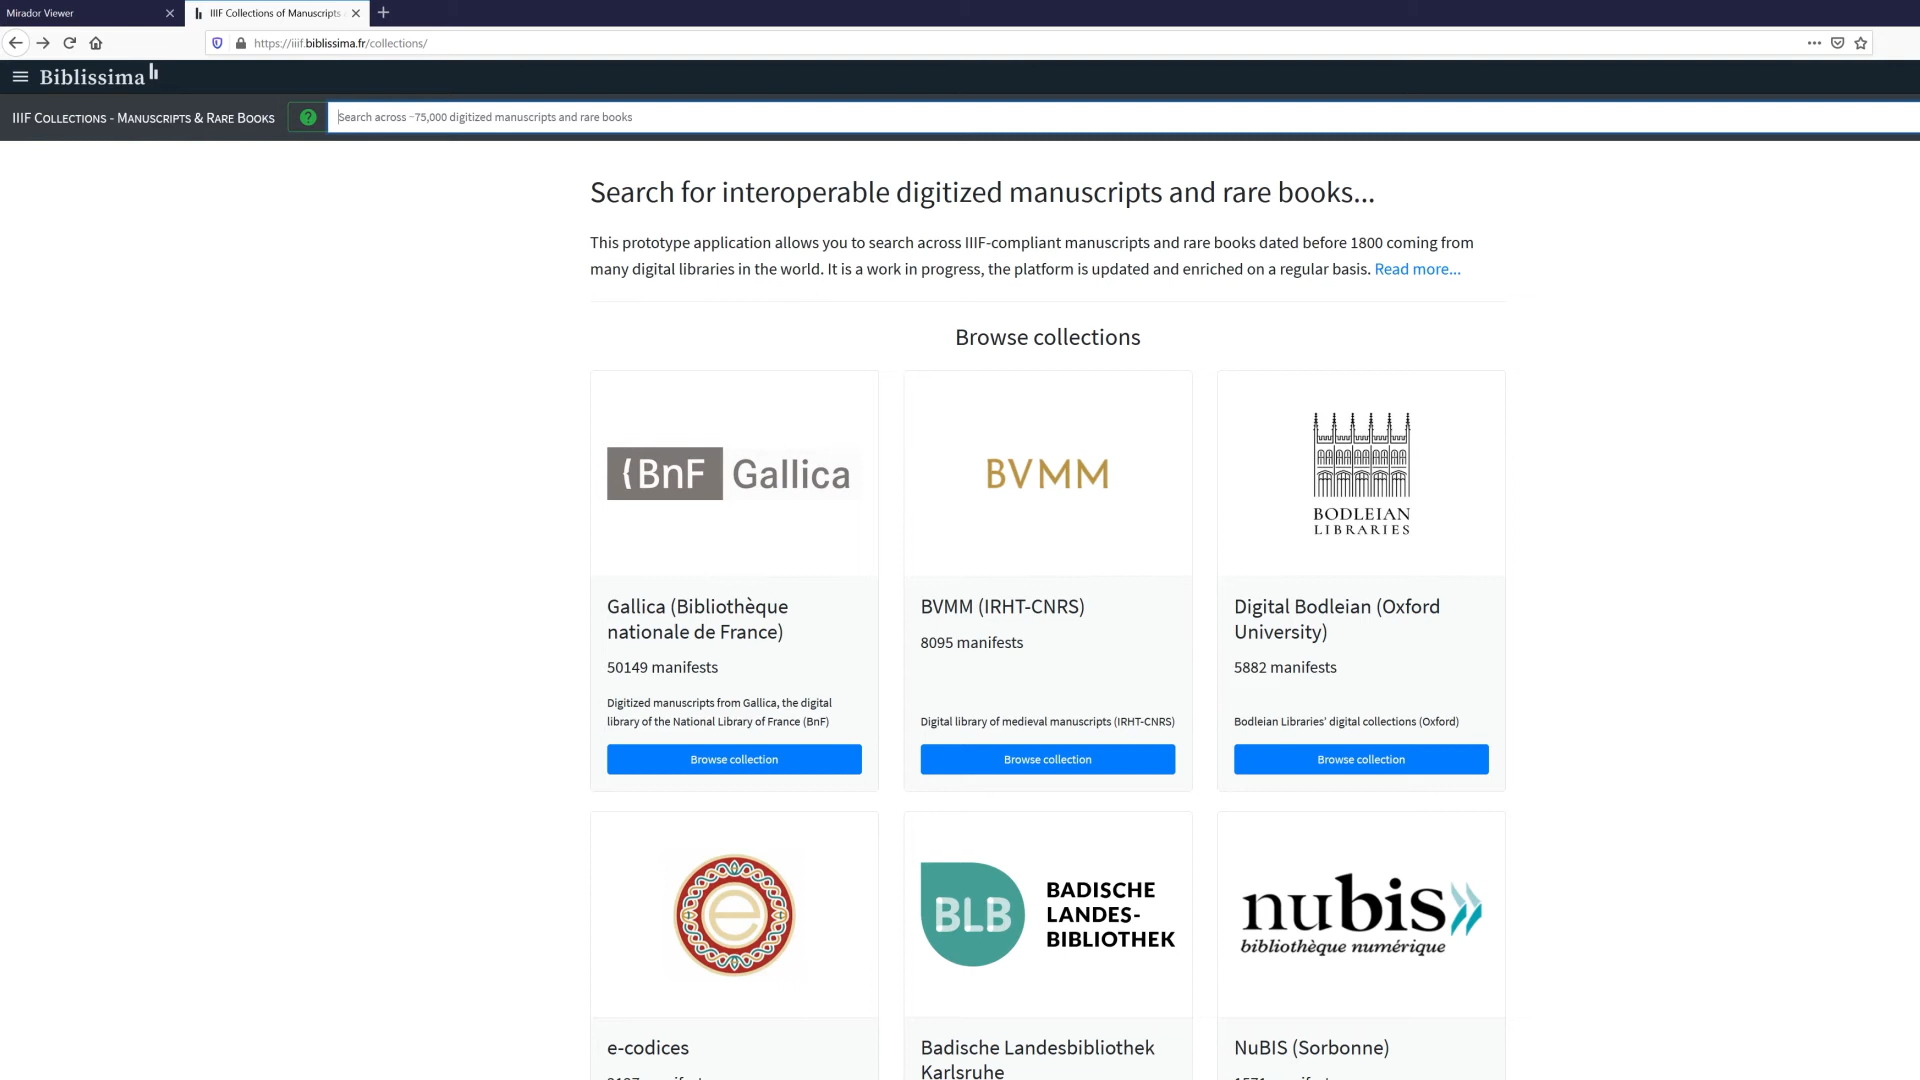 Mirador Viewer
IIIF Collections of Manuscripts
https://iiif.biblissima.fr/collections/
Biblissima
IIIF Collections - Manuscripts & Rare Books
?
Search across ~75,000 digitized manuscripts and rare books
Search for interoperable digitized manuscripts and rare books...
This prototype application allows you to search across IIIF-compliant manuscripts and rare books dated before 1800 coming from
many digital libraries in the world. It is a work in progress, the platform is updated and enriched on a regular basis. Read more...
Browse collections
{BnF Gallica
BVMM
BODLEIAN
LIBRARIES
Gallica (Bibliothèque
nationale de France)
50149 manifests
Digitized manuscripts from Gallica, the digital
library of the National Library of France (BnF)
Browse collection
BVMM (IRHT-CNRS)
8095 manifests
Digital library of medieval manuscripts (IRHT-CNRS)
Browse collection
Digital Bodleian (Oxford
University)
5882 manifests
Bodleian Libraries' digital collections (Oxford)
Browse collection
e
BLB
BADISCHE
LANDES-
BIBLIOTHEK
nubis
bibliothèque numérique
e-codices
Badische Landesbibliothek
Karlsruhe
NuBIS (Sorbonne)